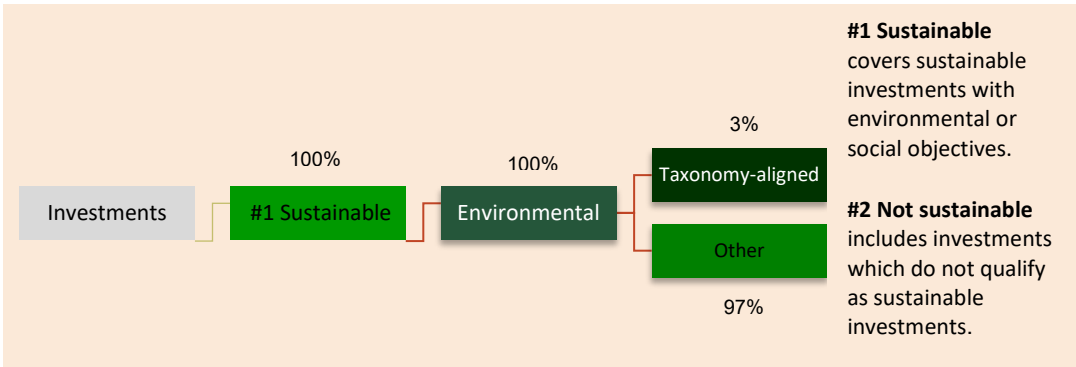 Investments
100%
#1 Sustainable
100%
Environmental
3%
Taxonomy-aligned
Other
97%
#1 Sustainable
covers sustainable
investments with
environmental or
social objectives.
#2 Not sustainable
includes investments
which do not qualify
as sustainable
investments.